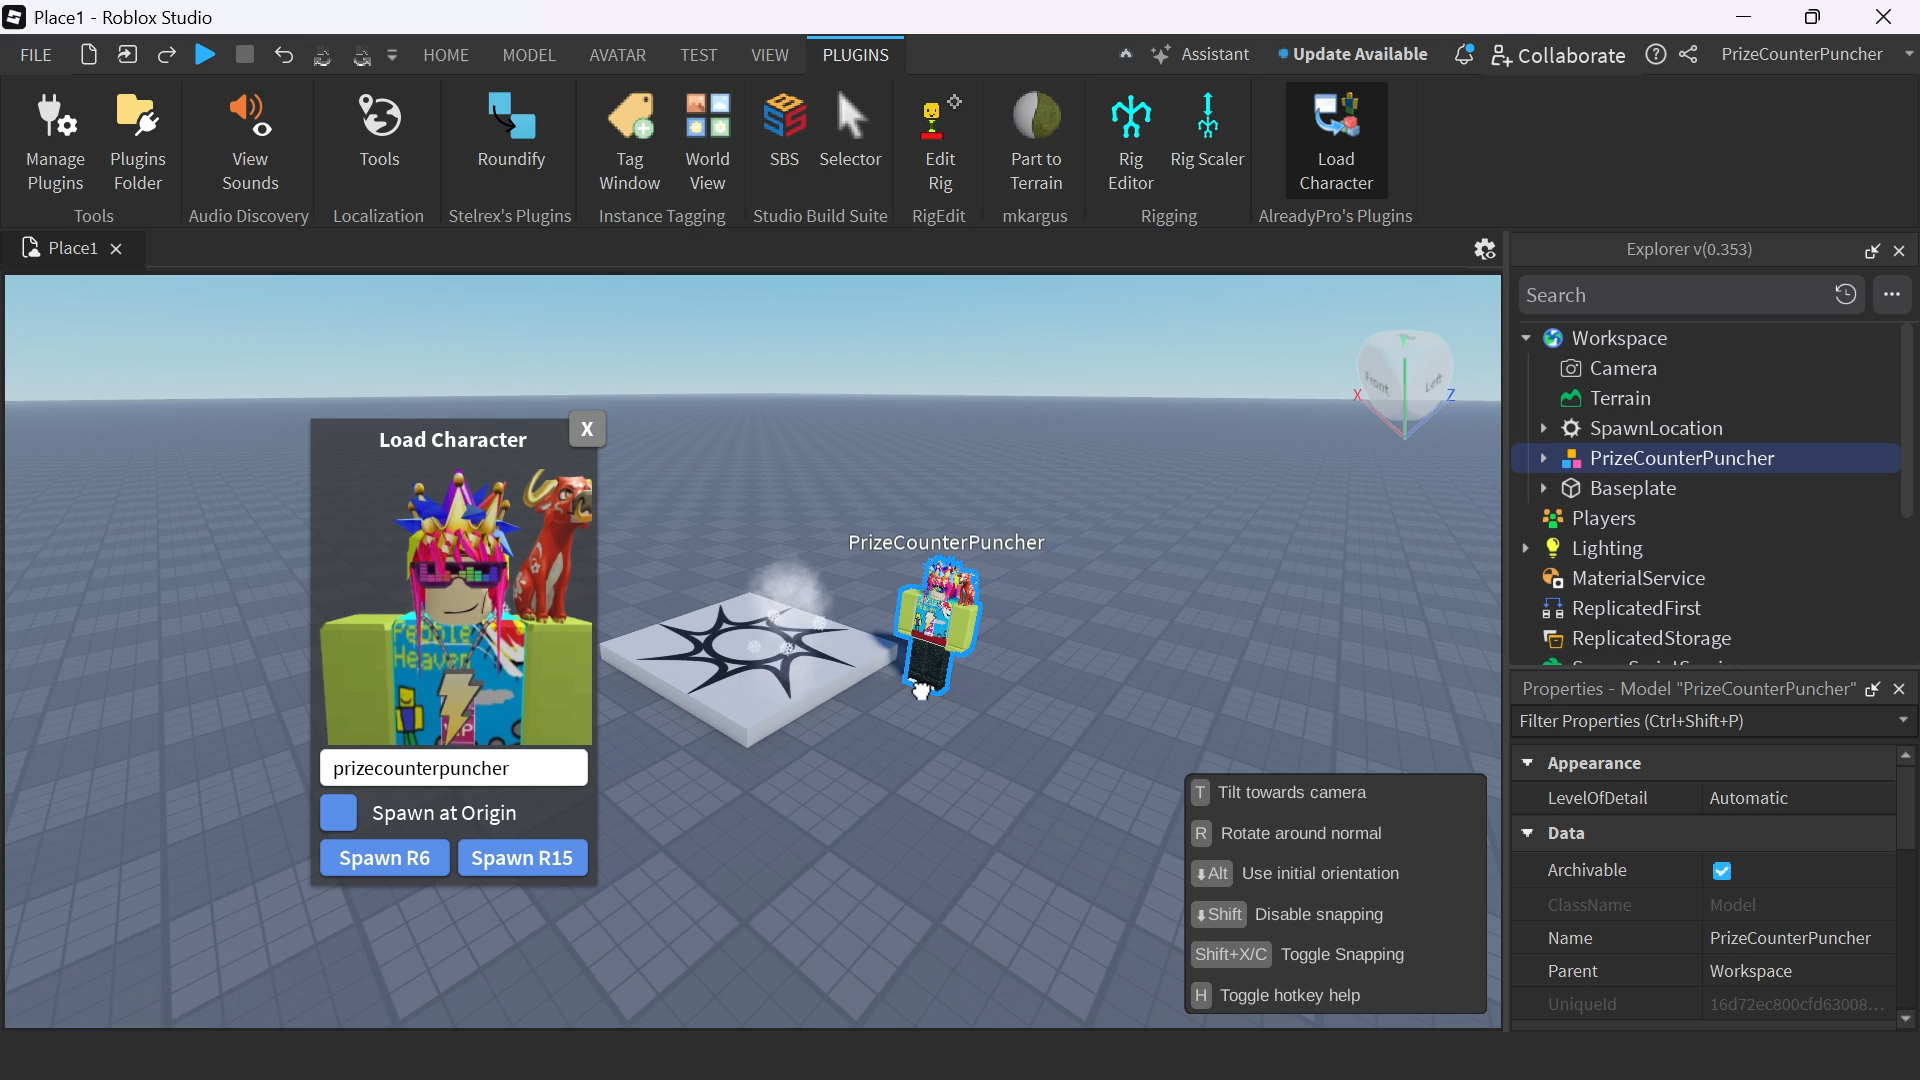 Place1 - Roblox Studio
FILE HOME MODEL AVATAR TEST VIEW PLUGINS Assistant Update Available Collaborate PrizeCounterPuncher
Manage Plugins
Plugins Folder
Tools
View Sounds
Audio Discovery
Tools
Localization
Roundify
Stelrex's Plugins
Tag Window
World View
Instance Tagging
SBS
Selector
Studio Build Suite
Edit Rig
RigEdit
Part to Terrain
mkargus
Rig Editor
Rig Scaler
Rigging
Load Character
AlreadyPro's Plugins
Place1
Load Character
X
Pebble
Heaven
prizecounterpuncher
Spawn at Origin
Spawn R6
Spawn R15
PrizeCounterPuncher
Front
Left
X
Z
T Tilt towards camera
R Rotate around normal
Alt Use initial orientation
Shift Disable snapping
Shift+X/C Toggle Snapping
H Toggle hotkey help
Explorer v(0.353)
Search
Workspace
Camera
Terrain
SpawnLocation
PrizeCounterPuncher
Baseplate
Players
Lighting
MaterialService
ReplicatedFirst
ReplicatedStorage
Properties - Model "PrizeCounterPuncher"
Filter Properties (Ctrl+Shift+P)
Appearance
LevelOfDetail Automatic
Data
Archivable
ClassName Model
Name PrizeCounterPuncher
Parent Workspace
UniqueId 16d72ec800cfd63008...